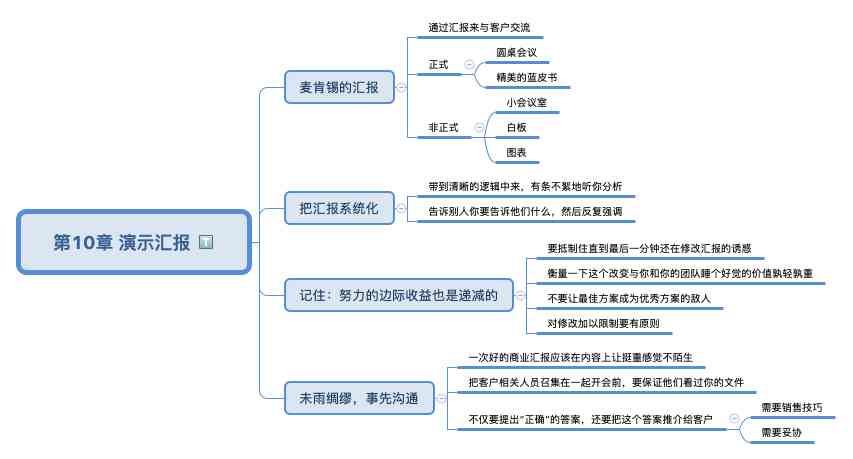 第10章 演示汇报
麦肯锡的汇报
通过汇报来与客户交流
正式
圆桌会议
精美的蓝皮书
非正式
小会议室
白板
图表
把汇报系统化
带到清晰的逻辑中来，有条不紊地听你分析
告诉别人你要告诉他们什么，然后反复强调
记住：努力的边际收益也是递减的
要抵制住直到最后一分钟还在修改汇报的诱惑
衡量一下这个改变与你和你的团队睡个好觉的价值孰轻孰重
不要让最佳方案成为优秀方案的敌人
对修改加以限制要有原则
未雨绸缪，事先沟通
一次好的商业汇报应该在内容上让挺重感觉不陌生
把客户相关人员召集在一起开会前，要保证他们看过你的文件
不仅要提出“正确”的答案，还要把这个答案推介给客户
需要销售技巧
需要妥协